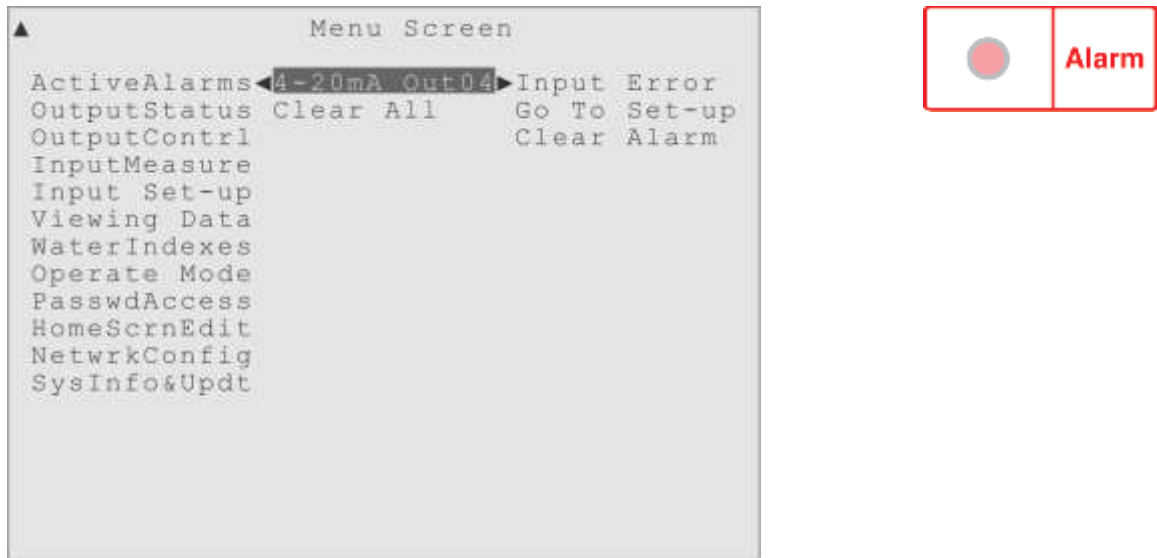 ▲ Menu Screen
ActiveAlarms◄4-20mA Out04►Input Error
OutputStatus Clear All Go To Set-up
OutputContrl Clear Alarm
InputMeasure
Input Set-up
Viewing Data
WaterIndexes
Operate Mode
PasswdAccess
HomeScrnEdit
NetwrkConfig
SysInfo&Updt
Alarm